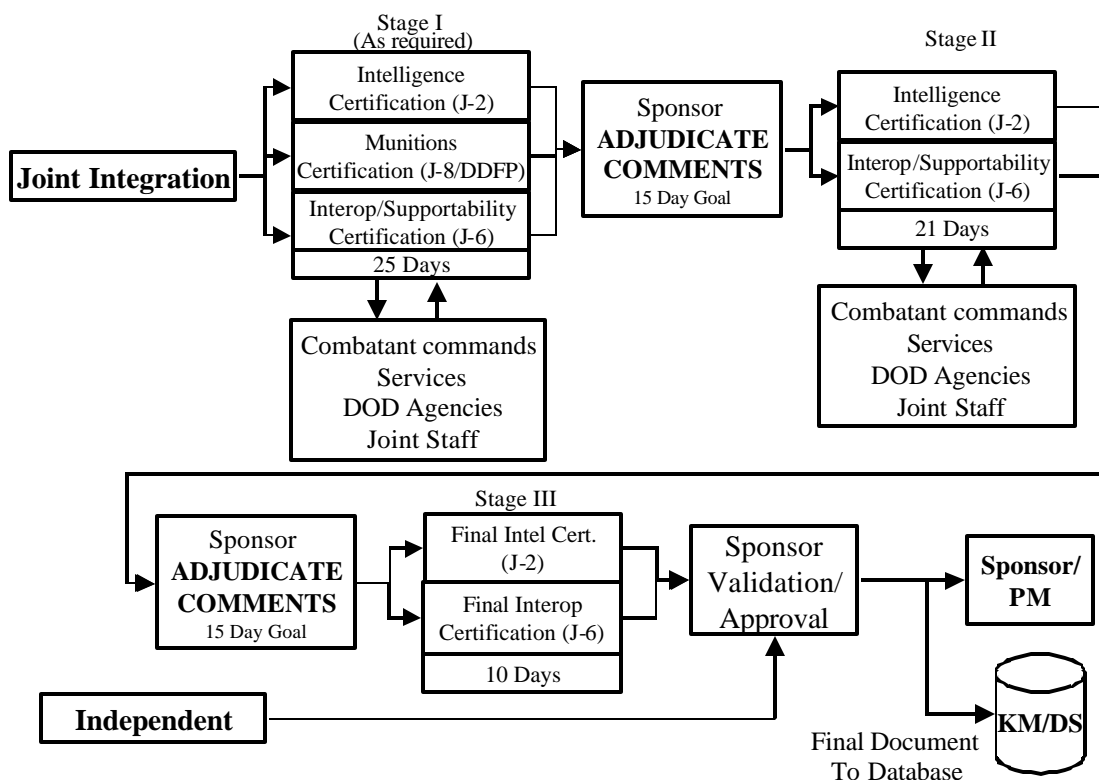 Stage I
(As required)
Intelligence
Certification (J-2)
Munitions
Certification (J-8/DDFP)
Interop/Supportability
Certification (J-6)
25 Days
Joint Integration
Combatant commands
Services
DOD Agencies
Joint Staff
Sponsor
ADJUDICATE
COMMENTS
15 Day Goal
Stage II
Intelligence
Certification (J-2)
Interop/Supportability
Certification (J-6)
21 Days
Combatant commands
Services
DOD Agencies
Joint Staff
Sponsor
ADJUDICATE
COMMENTS
15 Day Goal
Stage III
Final Intel Cert.
(J-2)
Final Interop
Certification (J-6)
10 Days
Sponsor
Validation/
Approval
Sponsor/
PM
Independent
KM/DS
Final Document
To Database